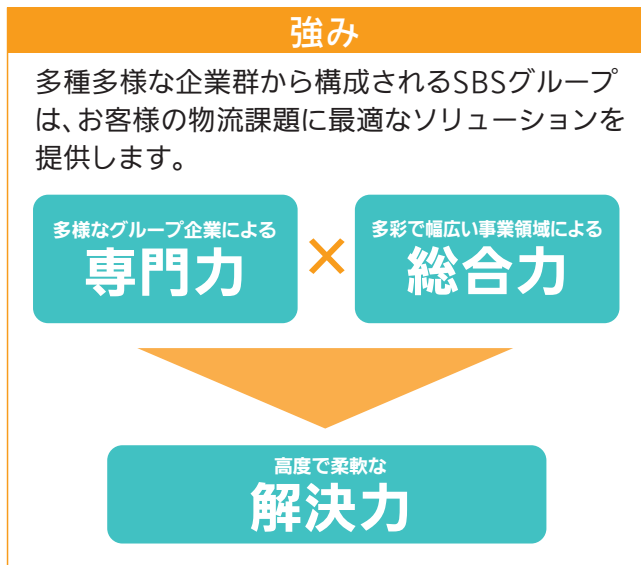 強み
多種多様な企業群から構成されるSBSグループ
は、お客様の物流課題に最適なソリューションを
提供します。
多様なグループ企業による
専門力
×
多彩で幅広い事業領域による
総合力
高度で柔軟な
解決力